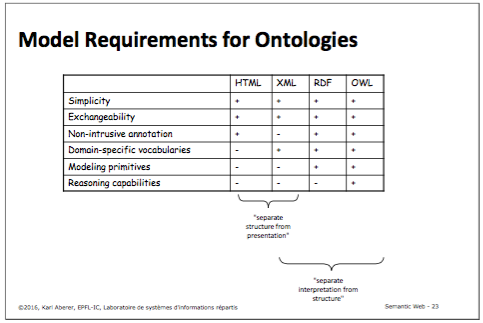 Model Requirements for Ontologies
HTML XML RDF OWL
Simplicity + + + +
Exchangeability + + + +
Non-intrusive annotation + - + +
Domain-specific vocabularies - + + +
Modeling primitives - - + +
Reasoning capabilities - - - +
"separate
structure from
presentation"
"separate
interpretation from
structure"
©2016, Karl Aberer, EPFL-IC, Laboratoire de systèmes d'informations répartis
Semantic Web - 23